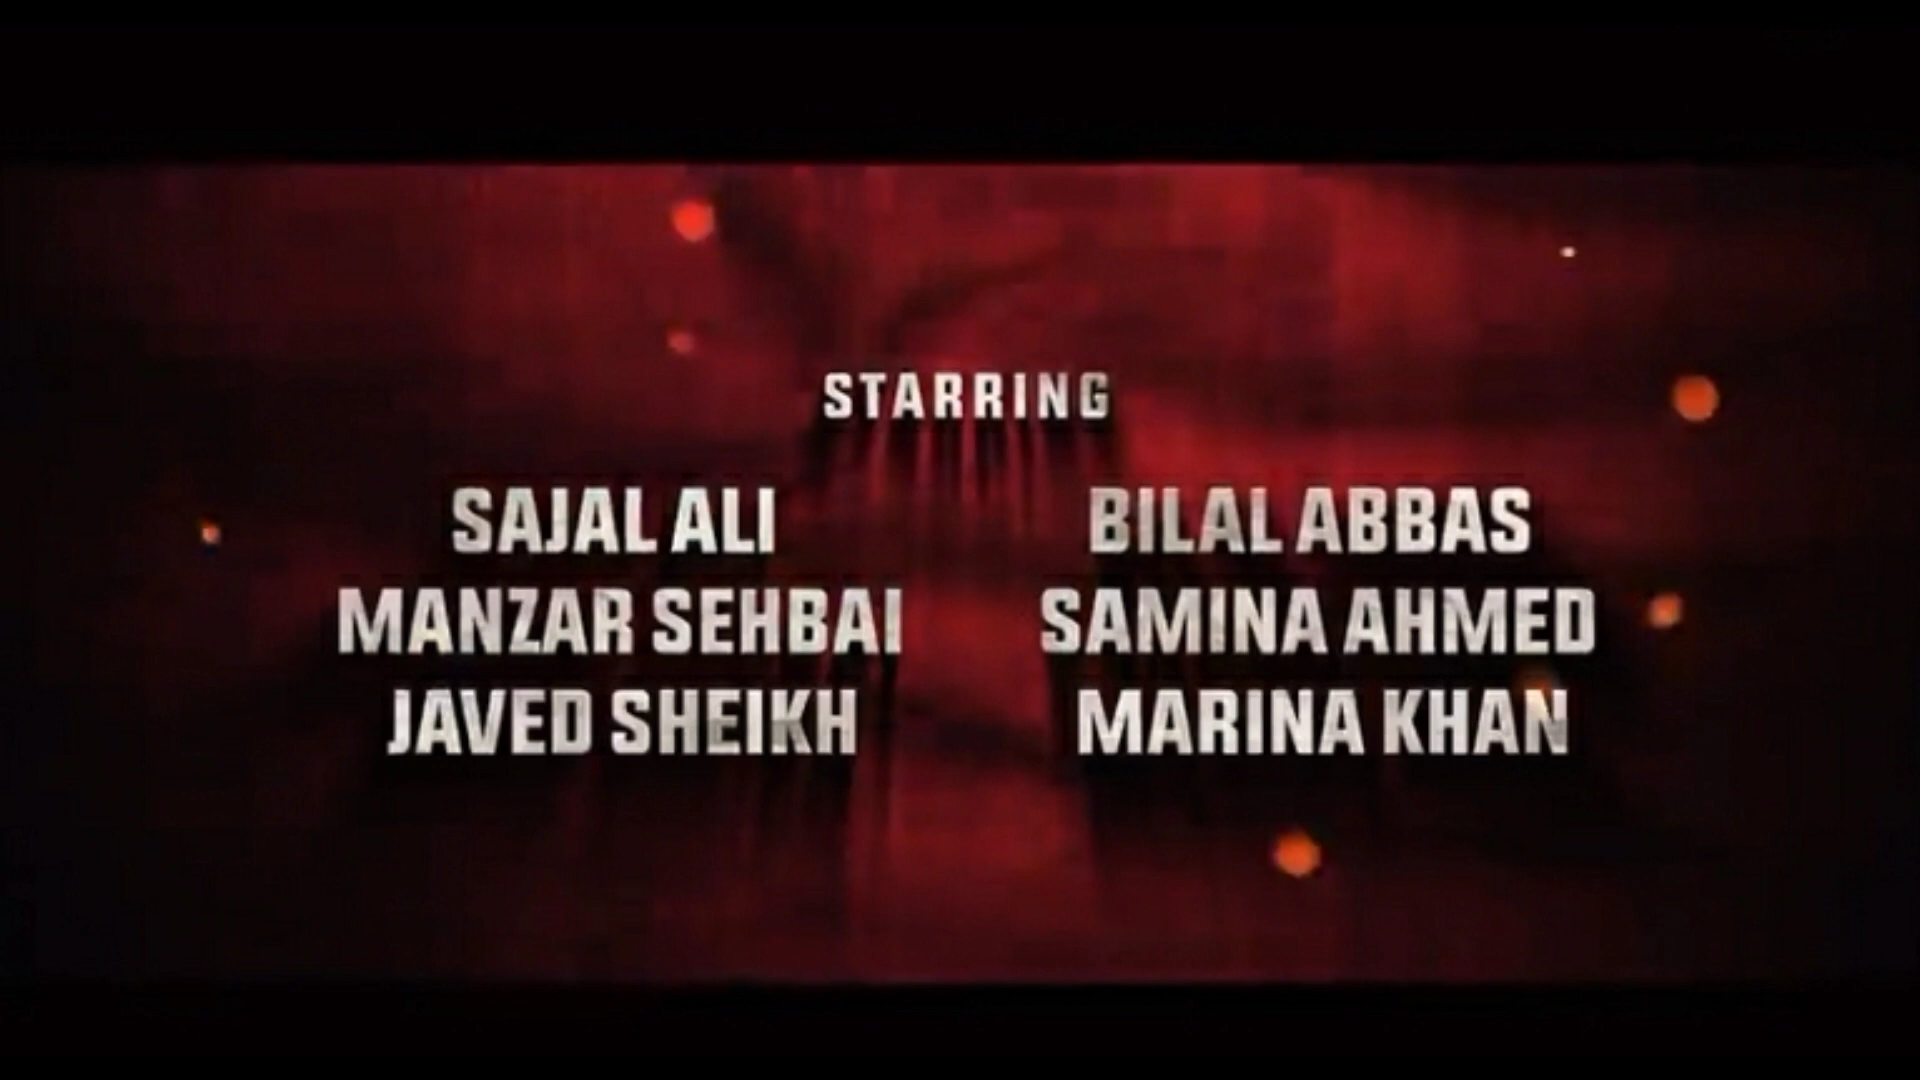 STARRING
SAJAL ALI BILAL ABBAS
MANZAR SEHBAI SAMINA AHMED
JAVED SHEIKH MARINA KHAN